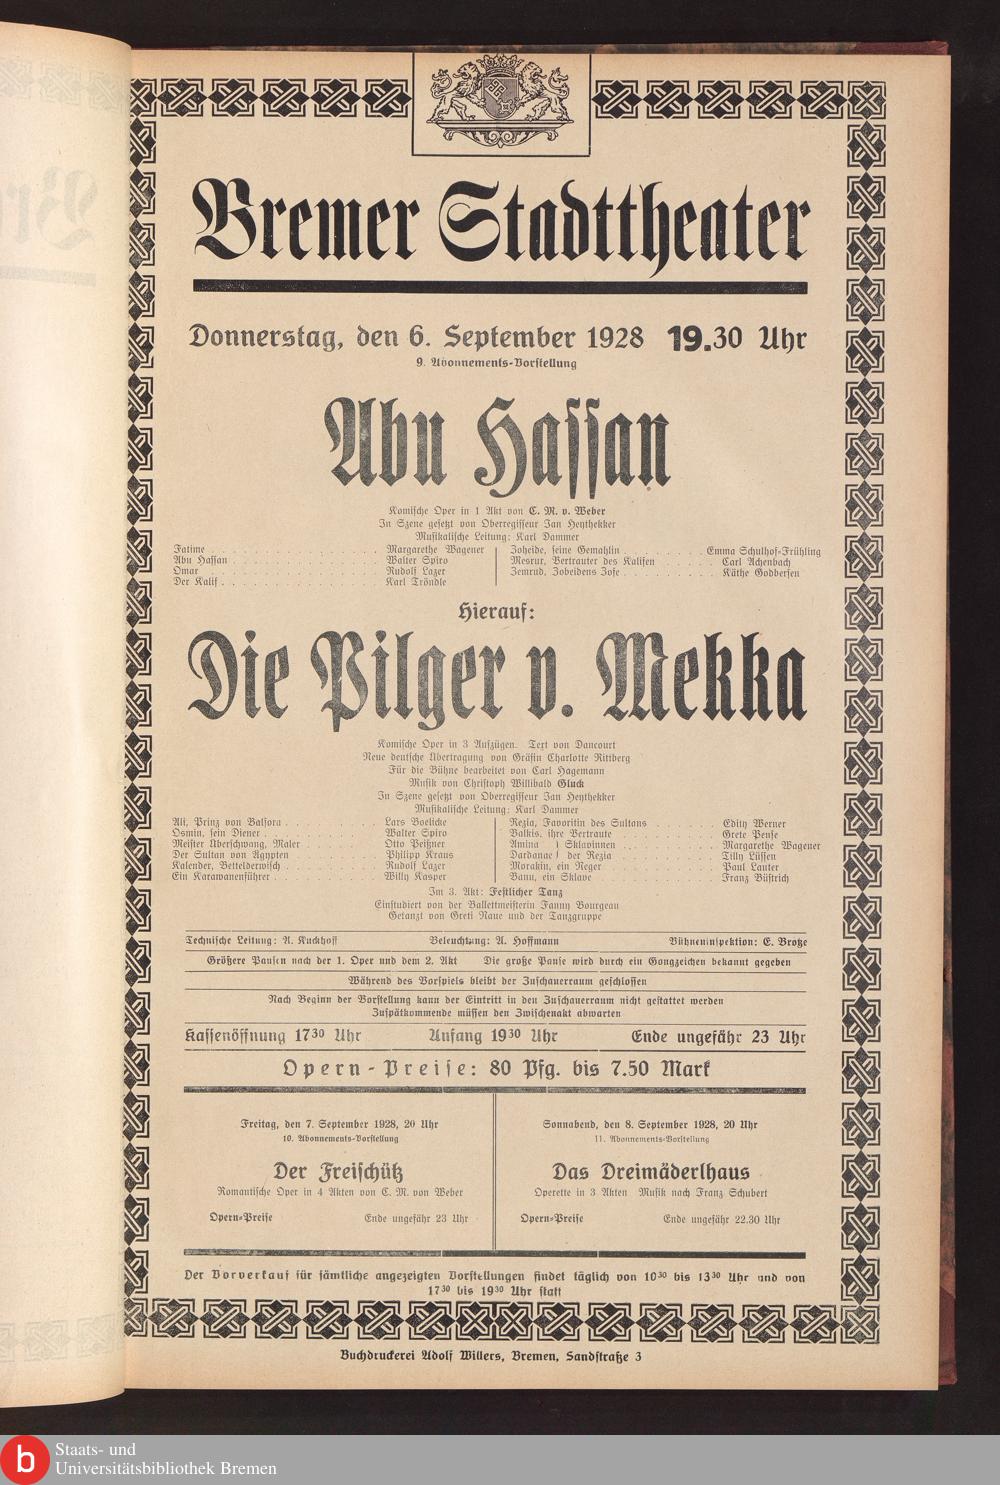 Bremer Stadttheater
Donnerstag, den 6. September 1928 19.30 Uhr
9. Abonnements-Vorstellung
Abu Hassan
Komische Oper in 1 Akt von C. M. v. Weber
In Szene gesetzt von Oberregisseur Jan Heythekker
Musikalische Leitung: Karl Dammer
Fatime . . . Margarethe Wagener
Abu Hassan . . . Walter Spiro
Omar . . . Rudolf Lazer
Der Kalif . . . Karl Tröndle
Zobeide, seine Gemahlin . . . Emma Schulhof=Frühling
Mesrur, Vertrauter des Kalifen . . . Carl Achenbach
Zemrud, Zobeidens Zofe . . . Käthe Godbersen
Hierauf:
Die Pilger v. Mekka
Komische Oper in 3 Aufzügen. Text von Dancourt
Neue deutsche Übertragung von Gräfin Charlotte Rittberg
Für die Bühne bearbeitet von Carl Hagemann
Musik von Christoph Willibald Gluck
In Szene gesetzt von Oberregisseur Jan Heythekker
Musikalische Leitung: Karl Dammer
Ali, Prinz von Balsora . . . Lars Boelicke
Osmin, sein Diener . . . Walter Spiro
Meister Überschwang, Maler . . . Otto Peißner
Der Sultan von Ägypten . . . Philipp Kraus
Kalender, Bettelderwisch . . . Rudolf Lazer
Ein Karawanenführer . . . Willy Kasper
Rezia, Favoritin des Sultans . . . Edith Werner
Balkis, ihre Vertraute . . . Grete Pense
Amina } Sklavinnen . . . Margarethe Wagener
Dardane } der Rezia . . . Tilly Lüssen
Morakin, ein Neger . . . Paul Lauter
Banu, ein Sklave . . . Franz Büstrich
Im 3. Akt: Festlicher Tanz
Einstudiert von der Ballettmeisterin Fanny Bourgeau
Getanzt von Greti Naue und der Tanzgruppe
Technische Leitung: A. Ruckhoff Beleuchtung: A. Hoffmann Bühneninspektion: E. Brotze
Größere Pausen nach der 1. Oper und dem 2. Akt Die große Pause wird durch ein Gongzeichen bekannt gegeben
Während des Vorspiels bleibt der Zuschauerraum geschlossen
Nach Beginn der Vorstellung kann der Eintritt in den Zuschauerraum nicht gestattet werden
Zuspätkommende müssen den Zwischenakt abwarten
Kassenöffnung 17³⁰ Uhr Anfang 19³⁰ Uhr Ende ungefähr 23 Uhr
Opern-Preise: 80 Pfg. bis 7.50 Mark
Freitag, den 7. September 1928, 20 Uhr
10. Abonnements-Vorstellung
Der Freischütz
Romantische Oper in 4 Akten von C. M. von Weber
Opern=Preise Ende ungefähr 23 Uhr
Sonnabend, den 8. September 1928, 20 Uhr
11. Abonnements-Vorstellung
Das Dreimäderlhaus
Operette in 3 Akten Musik nach Franz Schubert
Opern=Preise Ende ungefähr 22.30 Uhr
Der Vorverkauf für sämtliche angezeigten Vorstellungen findet täglich von 10³⁰ bis 13³⁰ Uhr und von
17³⁰ bis 19³⁰ Uhr statt
Buchdruckerei Adolf Willers, Bremen, Sandstraße 3
b
Staats- und
Universitätsbibliothek Bremen